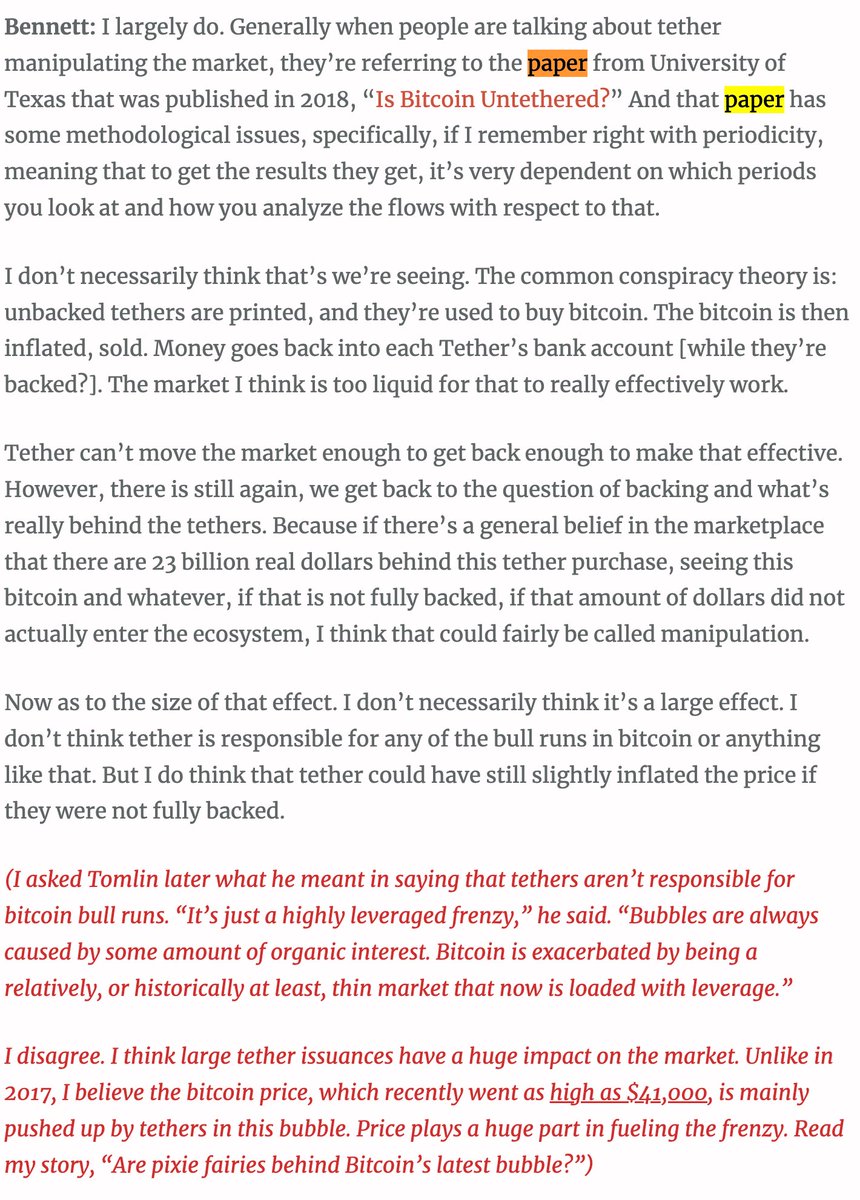 Bennett: I largely do. Generally when people are talking about tether
manipulating the market, they’re referring to the paper from University of
Texas that was published in 2018, “Is Bitcoin Untethered?” And that paper has
some methodological issues, specifically, if I remember right with periodicity,
meaning that to get the results they get, it’s very dependent on which periods
you look at and how you analyze the flows with respect to that.
I don’t necessarily think that’s we’re seeing. The common conspiracy theory is:
unbacked tethers are printed, and they’re used to buy bitcoin. The bitcoin is then
inflated, sold. Money goes back into each Tether’s bank account [while they’re
backed?]. The market I think is too liquid for that to really effectively work.
Tether can’t move the market enough to get back enough to make that effective.
However, there is still again, we get back to the question of backing and what’s
really behind the tethers. Because if there’s a general belief in the marketplace
that there are 23 billion real dollars behind this tether purchase, seeing this
bitcoin and whatever, if that is not fully backed, if that amount of dollars did not
actually enter the ecosystem, I think that could fairly be called manipulation.
Now as to the size of that effect. I don’t necessarily think it’s a large effect. I
don’t think tether is responsible for any of the bull runs in bitcoin or anything
like that. But I do think that tether could have still slightly inflated the price if
they were not fully backed.
(I asked Tomlin later what he meant in saying that tethers aren’t responsible for
bitcoin bull runs. “It’s just a highly leveraged frenzy,” he said. “Bubbles are always
caused by some amount of organic interest. Bitcoin is exacerbated by being a
relatively, or historically at least, thin market that now is loaded with leverage.”
I disagree. I think large tether issuances have a huge impact on the market. Unlike in
2017, I believe the bitcoin price, which recently went as high as $41,000, is mainly
pushed up by tethers in this bubble. Price plays a huge part in fueling the frenzy. Read
my story, “Are pixie fairies behind Bitcoin’s latest bubble?”)